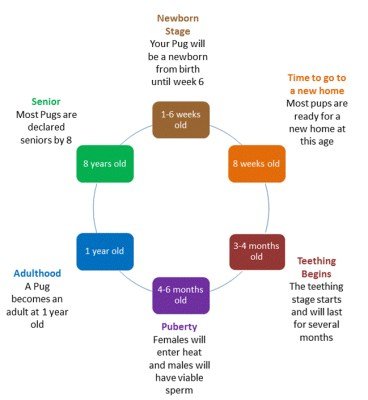 Newborn
Stage
Your Pug will
be a newborn
from birth
until week 6
1-6 weeks
old
Time to go to
a new home
Most pups are
ready for a
new home at
this age
8 weeks old
3-4 months
old
Teething
Begins
The teething
stage starts
and will last
for several
months
4-6 months
old
Puberty
Females will
enter heat
and males will
have viable
sperm
1 year old
Adulthood
A Pug
becomes an
adult at 1 year
old
8 years old
Senior
Most Pugs are
declared
seniors by 8